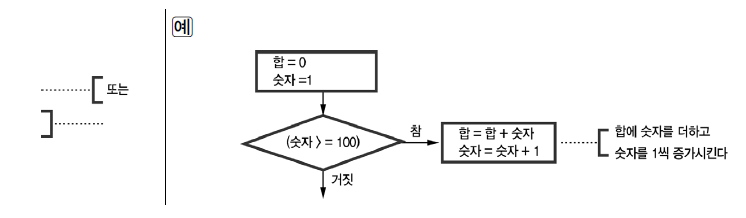 또는
예
합 = 0
숫자 =1
(숫자 > = 100)
참
거짓
합 = 합 + 숫자
숫자 = 숫자 + 1
합에 숫자를 더하고
숫자를 1씩 증가시킨다